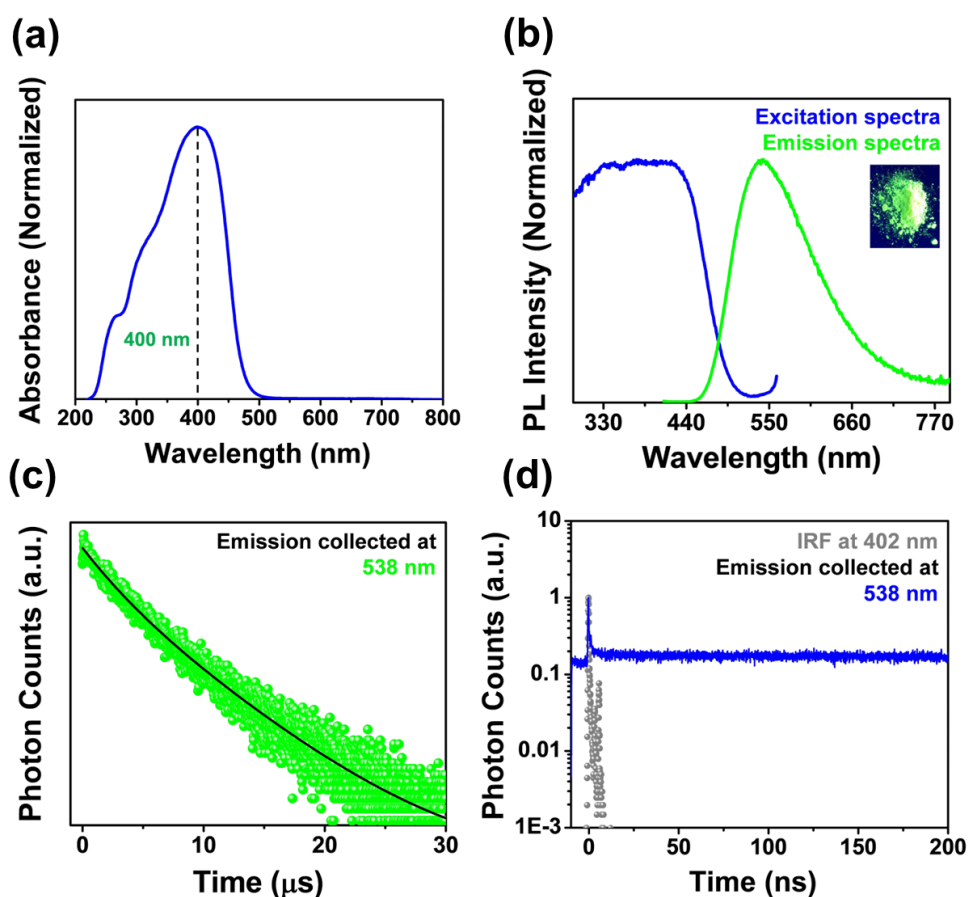 (a)
Absorbance (Normalized)
400 nm
200 300 400 500 600 700 800
Wavelength (nm)
(b)
PL Intensity (Normalized)
Excitation spectra
Emission spectra
330 440 550 660 770
Wavelength (nm)
(c)
Photon Counts (a.u.)
Emission collected at
538 nm
0 10 20 30
Time (μs)
(d)
Photon Counts (a.u.)
10
1
0.1
0.01
1E-3
IRF at 402 nm
Emission collected at
538 nm
0 50 100 150 200
Time (ns)